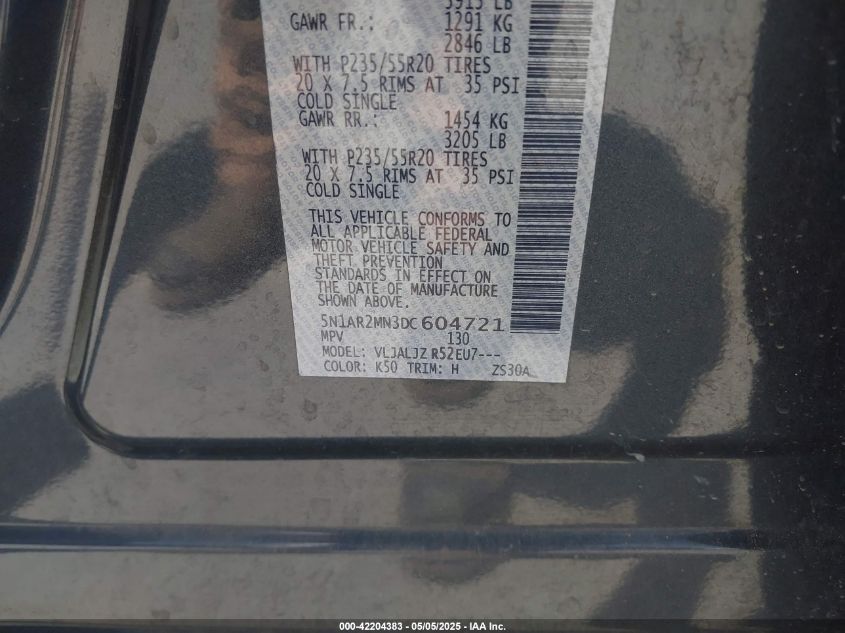 5915 LB
GAWR FR.: 1291 KG
2846 LB
WITH P235/55R20 TIRES
20 X 7.5 RIMS AT 35 PSI
COLD SINGLE
GAWR RR.: 1454 KG
3205 LB
WITH P235/55R20 TIRES
20 X 7.5 RIMS AT 35 PSI
COLD SINGLE
THIS VEHICLE CONFORMS TO
ALL APPLICABLE FEDERAL
MOTOR VEHICLE SAFETY AND
THEFT PREVENTION
STANDARDS IN EFFECT ON
THE DATE OF MANUFACTURE
SHOWN ABOVE.
5N1AR2MN3DC604721
MPV 130
MODEL: VLJALJZ R52EU7---
COLOR: K50 TRIM: H ZS30A
000-42204383 - 05/05/2025 - IAA Inc.